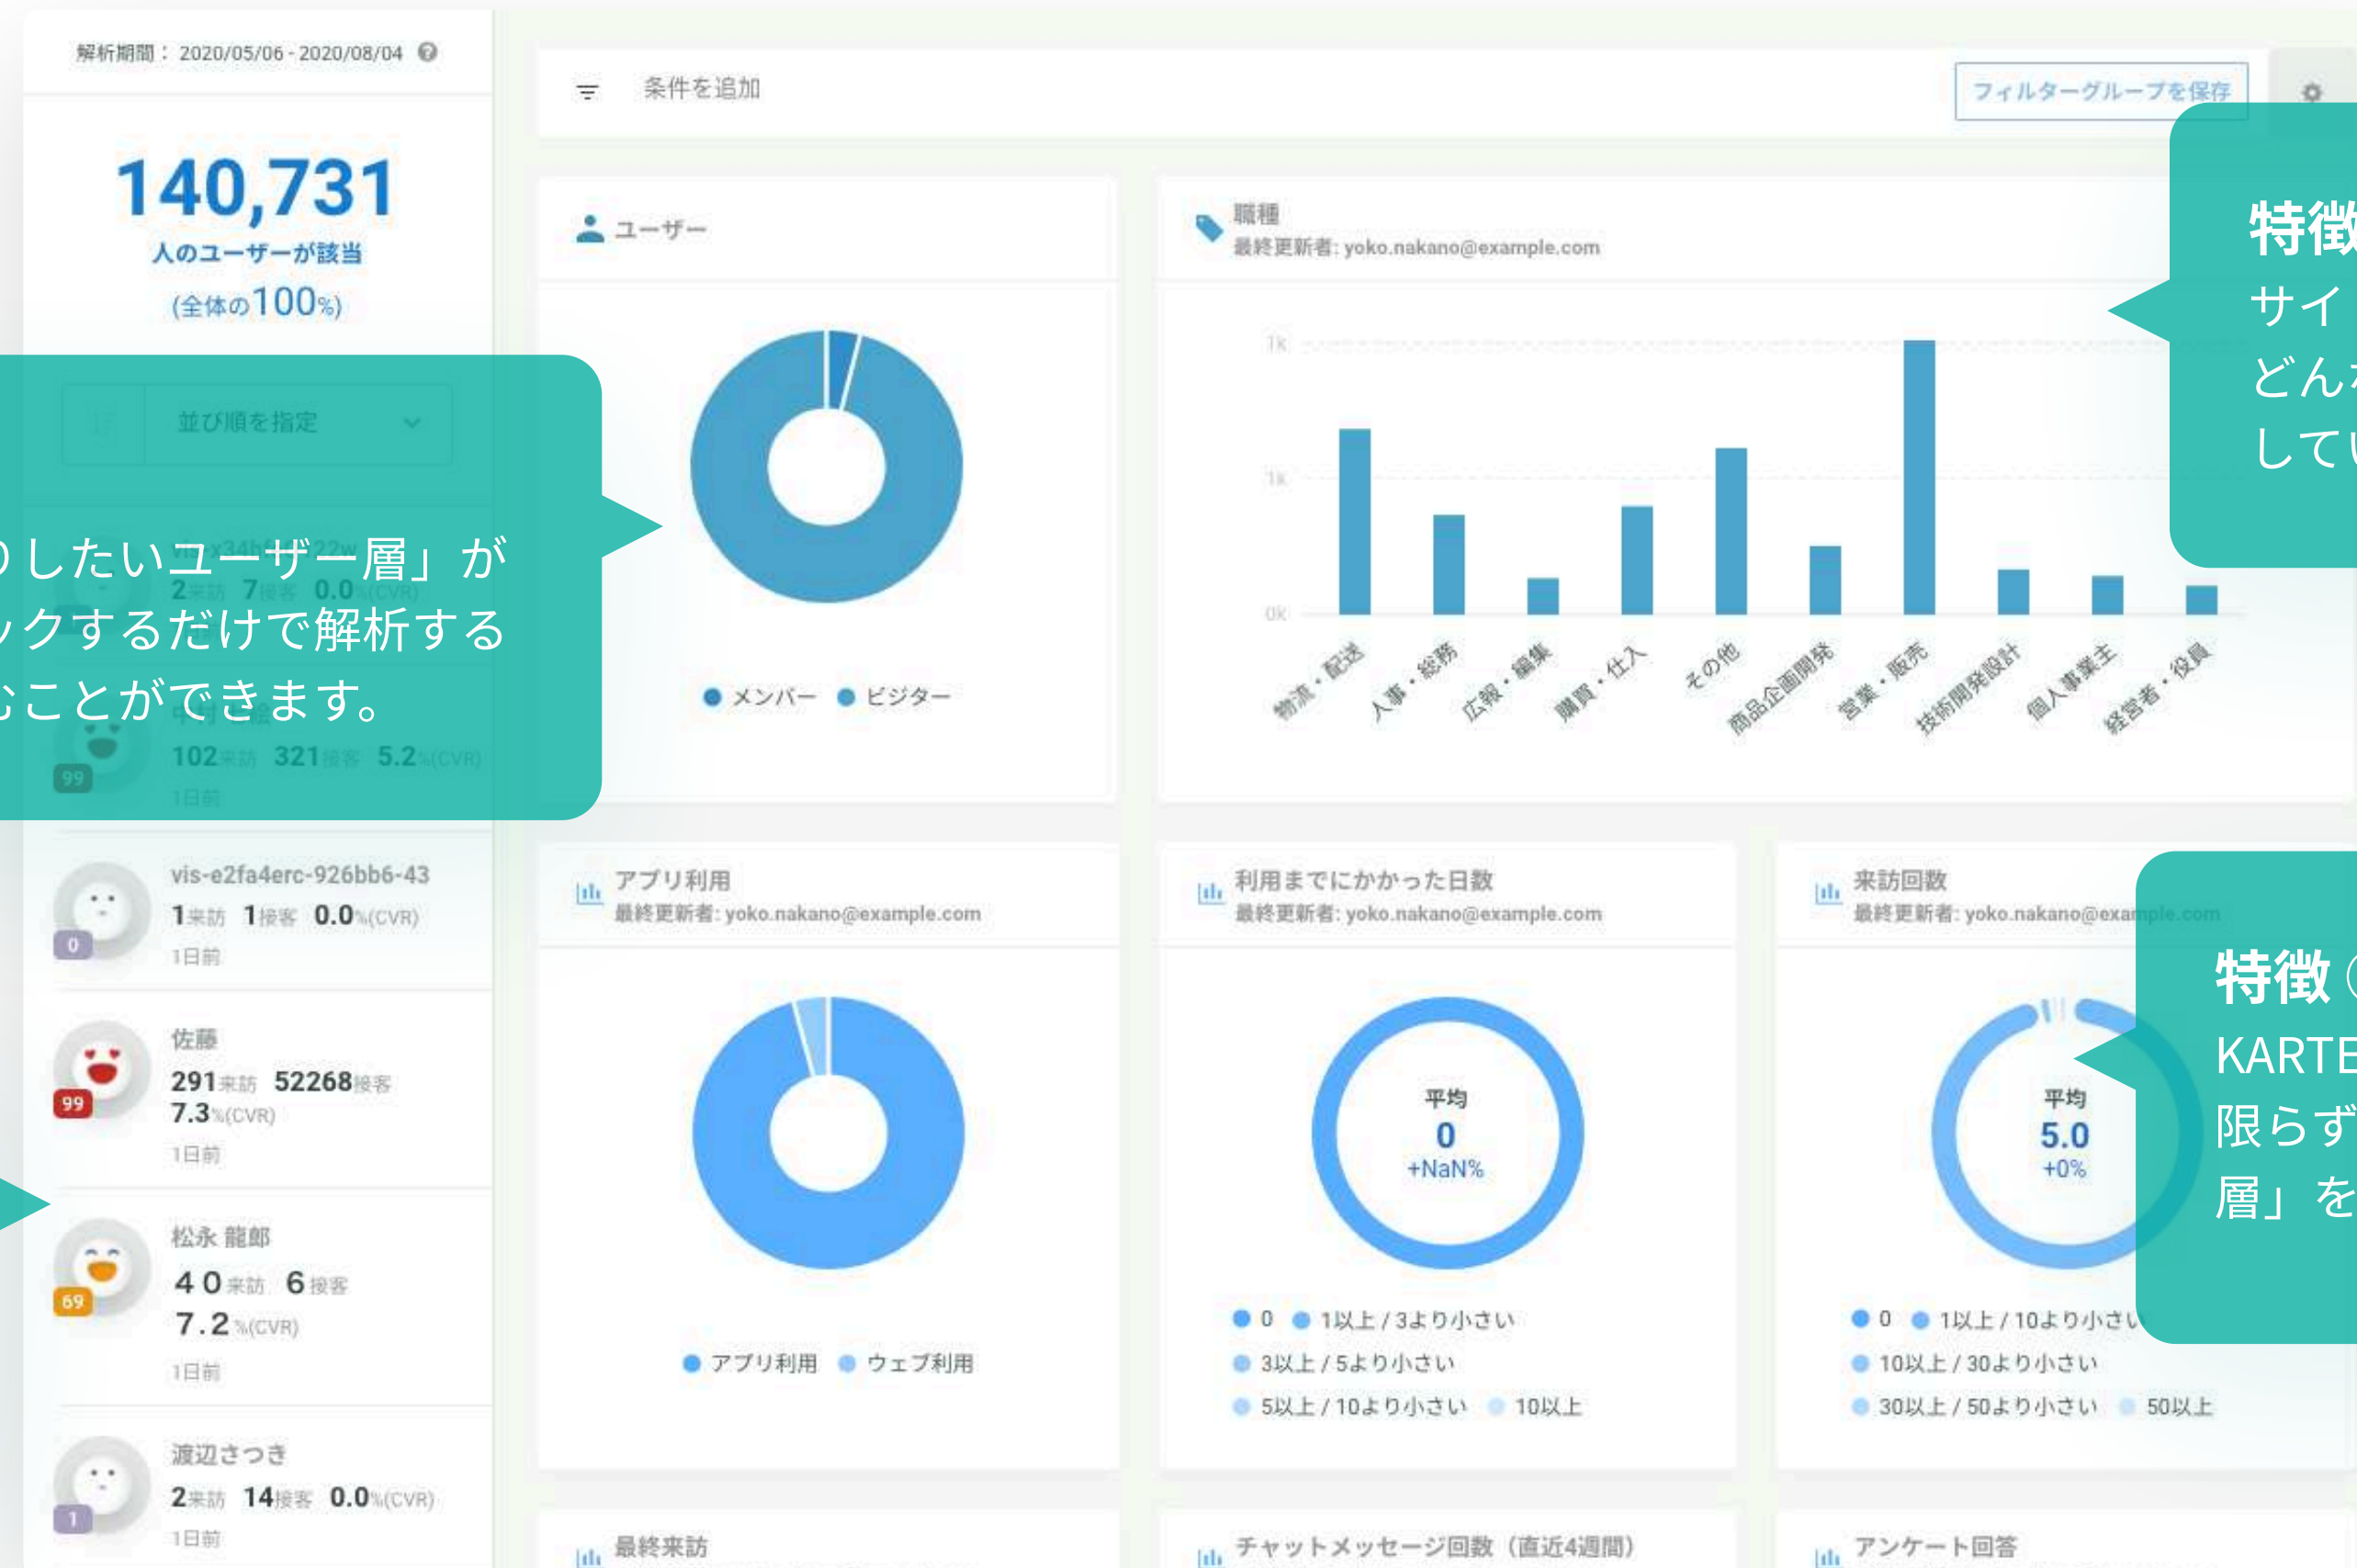 解析期間： 2020/05/06 - 2020/08/04
140,731
人のユーザーが該当
(全体の100%)
並び順を指定
りしたいユーザー層」が
ックするだけで解析する
むことができます。
2来訪 7接客 0.0%(CVR)
99
102来訪 321接客 5.2%(CVR)
1日前
vis-e2fa4erc-926bb6-43
1来訪 1接客 0.0%(CVR)
0
1日前
佐藤
291来訪 52268接客
99
7.3%(CVR)
1日前
松永 龍郎
４０来訪 ６接客
69
７.２%(CVR)
1日前
渡辺さつき
2来訪 14接客 0.0%(CVR)
1
1日前
条件を追加
フィルターグループを保存
ユーザー
メンバー ビジター
職種
最終更新者: yoko.nakano@example.com
1k
1k
0k
物流・配送
人事・総務
広報・編集
購買・仕入
その他
商品企画開発
営業・販売
技術開発設計
個人事業主
経営者・役員
特徴
サイ
どんな
してい
アプリ利用
最終更新者: yoko.nakano@example.com
アプリ利用 ウェブ利用
利用までにかかった日数
最終更新者: yoko.nakano@example.com
平均
0
+NaN%
0 1以上 / 3より小さい
3以上 / 5より小さい
5以上 / 10より小さい 10以上
来訪回数
最終更新者: yoko.nakano@example.com
平均
5.0
+0%
0 1以上 / 10より小さい
10以上 / 30より小さい
30以上 / 50より小さい 50以上
特徴
KARTE
限らず
層」を
最終来訪
チャットメッセージ回数（直近4週間）
アンケート回答